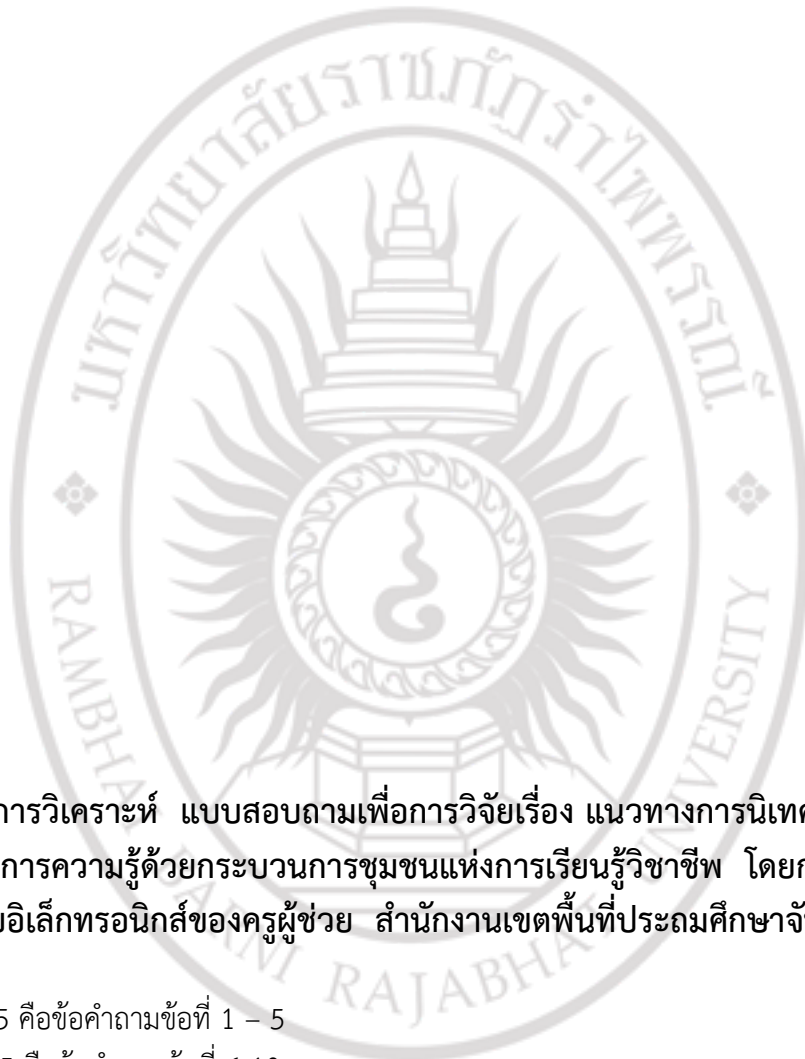 มหาวิทยาลัยราชภัฏรำไพพรรณี
การวิเคราะห์ แบบสอบถามเพื่อการวิจัยเรื่อง แนวทางการนิเทศ
การความรู้ด้วยกระบวนการชุมชนแห่งการเรียนรู้วิชาชีพ โดยก
อิเล็กทรอนิกส์ของครูผู้ช่วย สำนักงานเขตพื้นที่ประถมศึกษาจั
5 คือข้อคำถามข้อที่ 1 – 5
RAMBHAI BARNI RAJABHAT UNIVERSITY